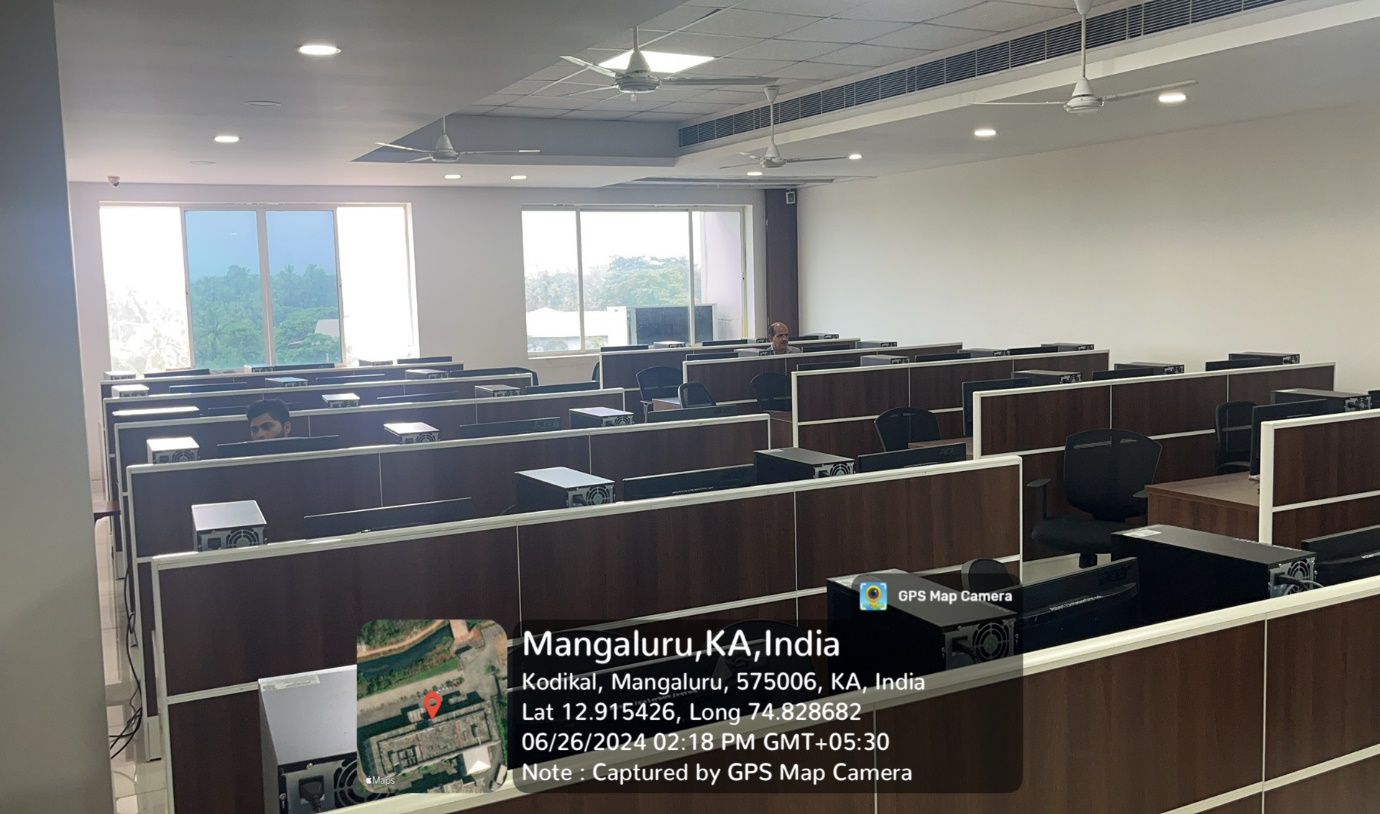 GPS Map Camera
Mangaluru,KA,India
Kodikal, Mangaluru, 575006, KA, India
Lat 12.915426, Long 74.828682
06/26/2024 02:18 PM GMT+05:30
Note : Captured by GPS Map Camera
Maps
acer